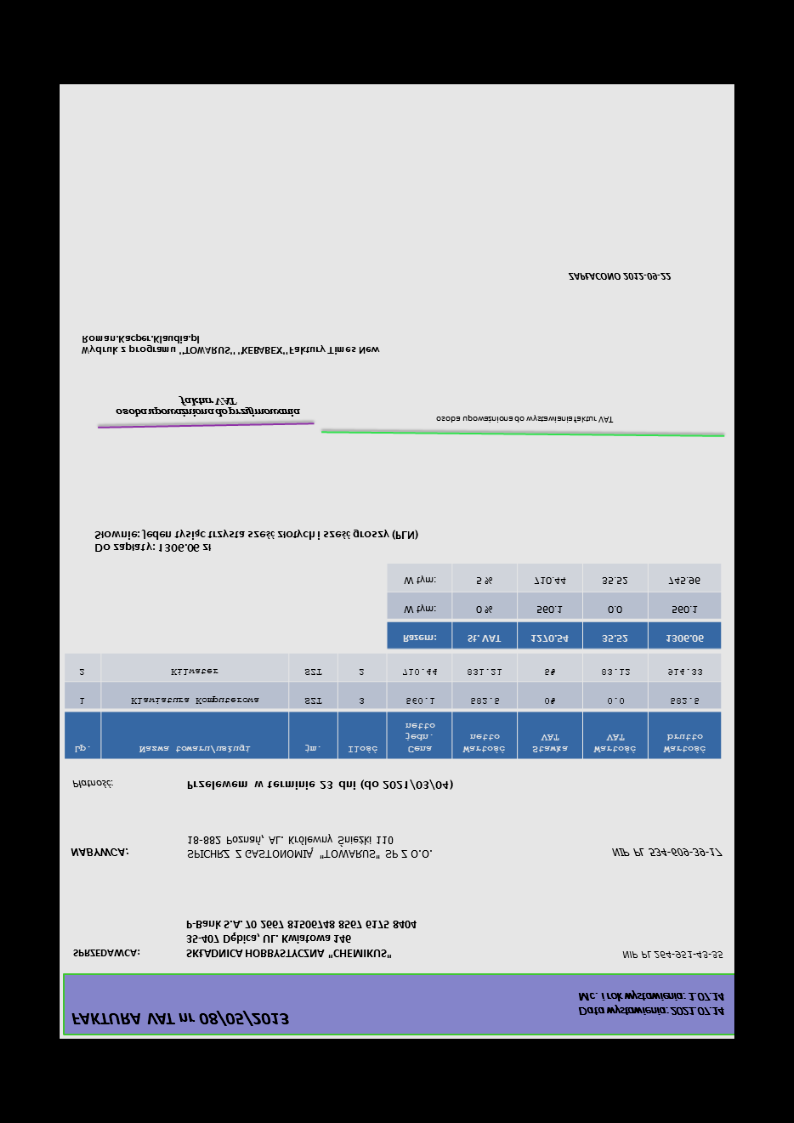 FAKTURA VAT nr 08/05/2013
Data wystawienia: 2021.07.14
Mc. i rok wystawienia: 1.07.14
SPRZEDAWCA:
SKŁADNICA HOBBYSTYCZNA "CHEMIKUS"
NIP PL 264-951-43-35
35-407 Dębica, UL. Kwiatowa 146
P-Bank S.A. 70 2667 81506748 8567 6175 8404
NABYWCA:
SPICHRZ Z GASTONOMIĄ "TOWARUS" SP Z O.O.
NIP PL 534-609-39-17
18-882 Poznań, AL. Królewny Śnieżki 110
Płatność:
Przelewem w terminie 23 dni (do 2021/03/04)
Lp. Nazwa towaru/usługi jm. Ilość Cena jedn. netto Wartość netto Stawka VAT Wartość VAT Wartość brutto
1 Klawiatura Komputerowa SZT 3 560.1 582.5 0% 0.0 582.5
2 Kilwater SZT 2 710.44 831.21 5% 83.12 914.33
Razem: St. VAT 1270.54 35.52 1306.06
W tym: 0 % 560.1 0.0 560.1
W tym: 5 % 710.44 35.52 745.96
Do zapłaty: 1306.06 zł
Słownie: jeden tysiąc trzysta sześć złotych i sześć groszy (PLN)
osoba upoważniona do przyjmowania
faktur VAT
osoba upoważniona do wystawiania faktur VAT
Wydruk z programu "TOWARUS" "KEBABEX" Faktury Times New
Roman.Kacper.Klaudia.pl
ZAPŁACONO 2012-09-22